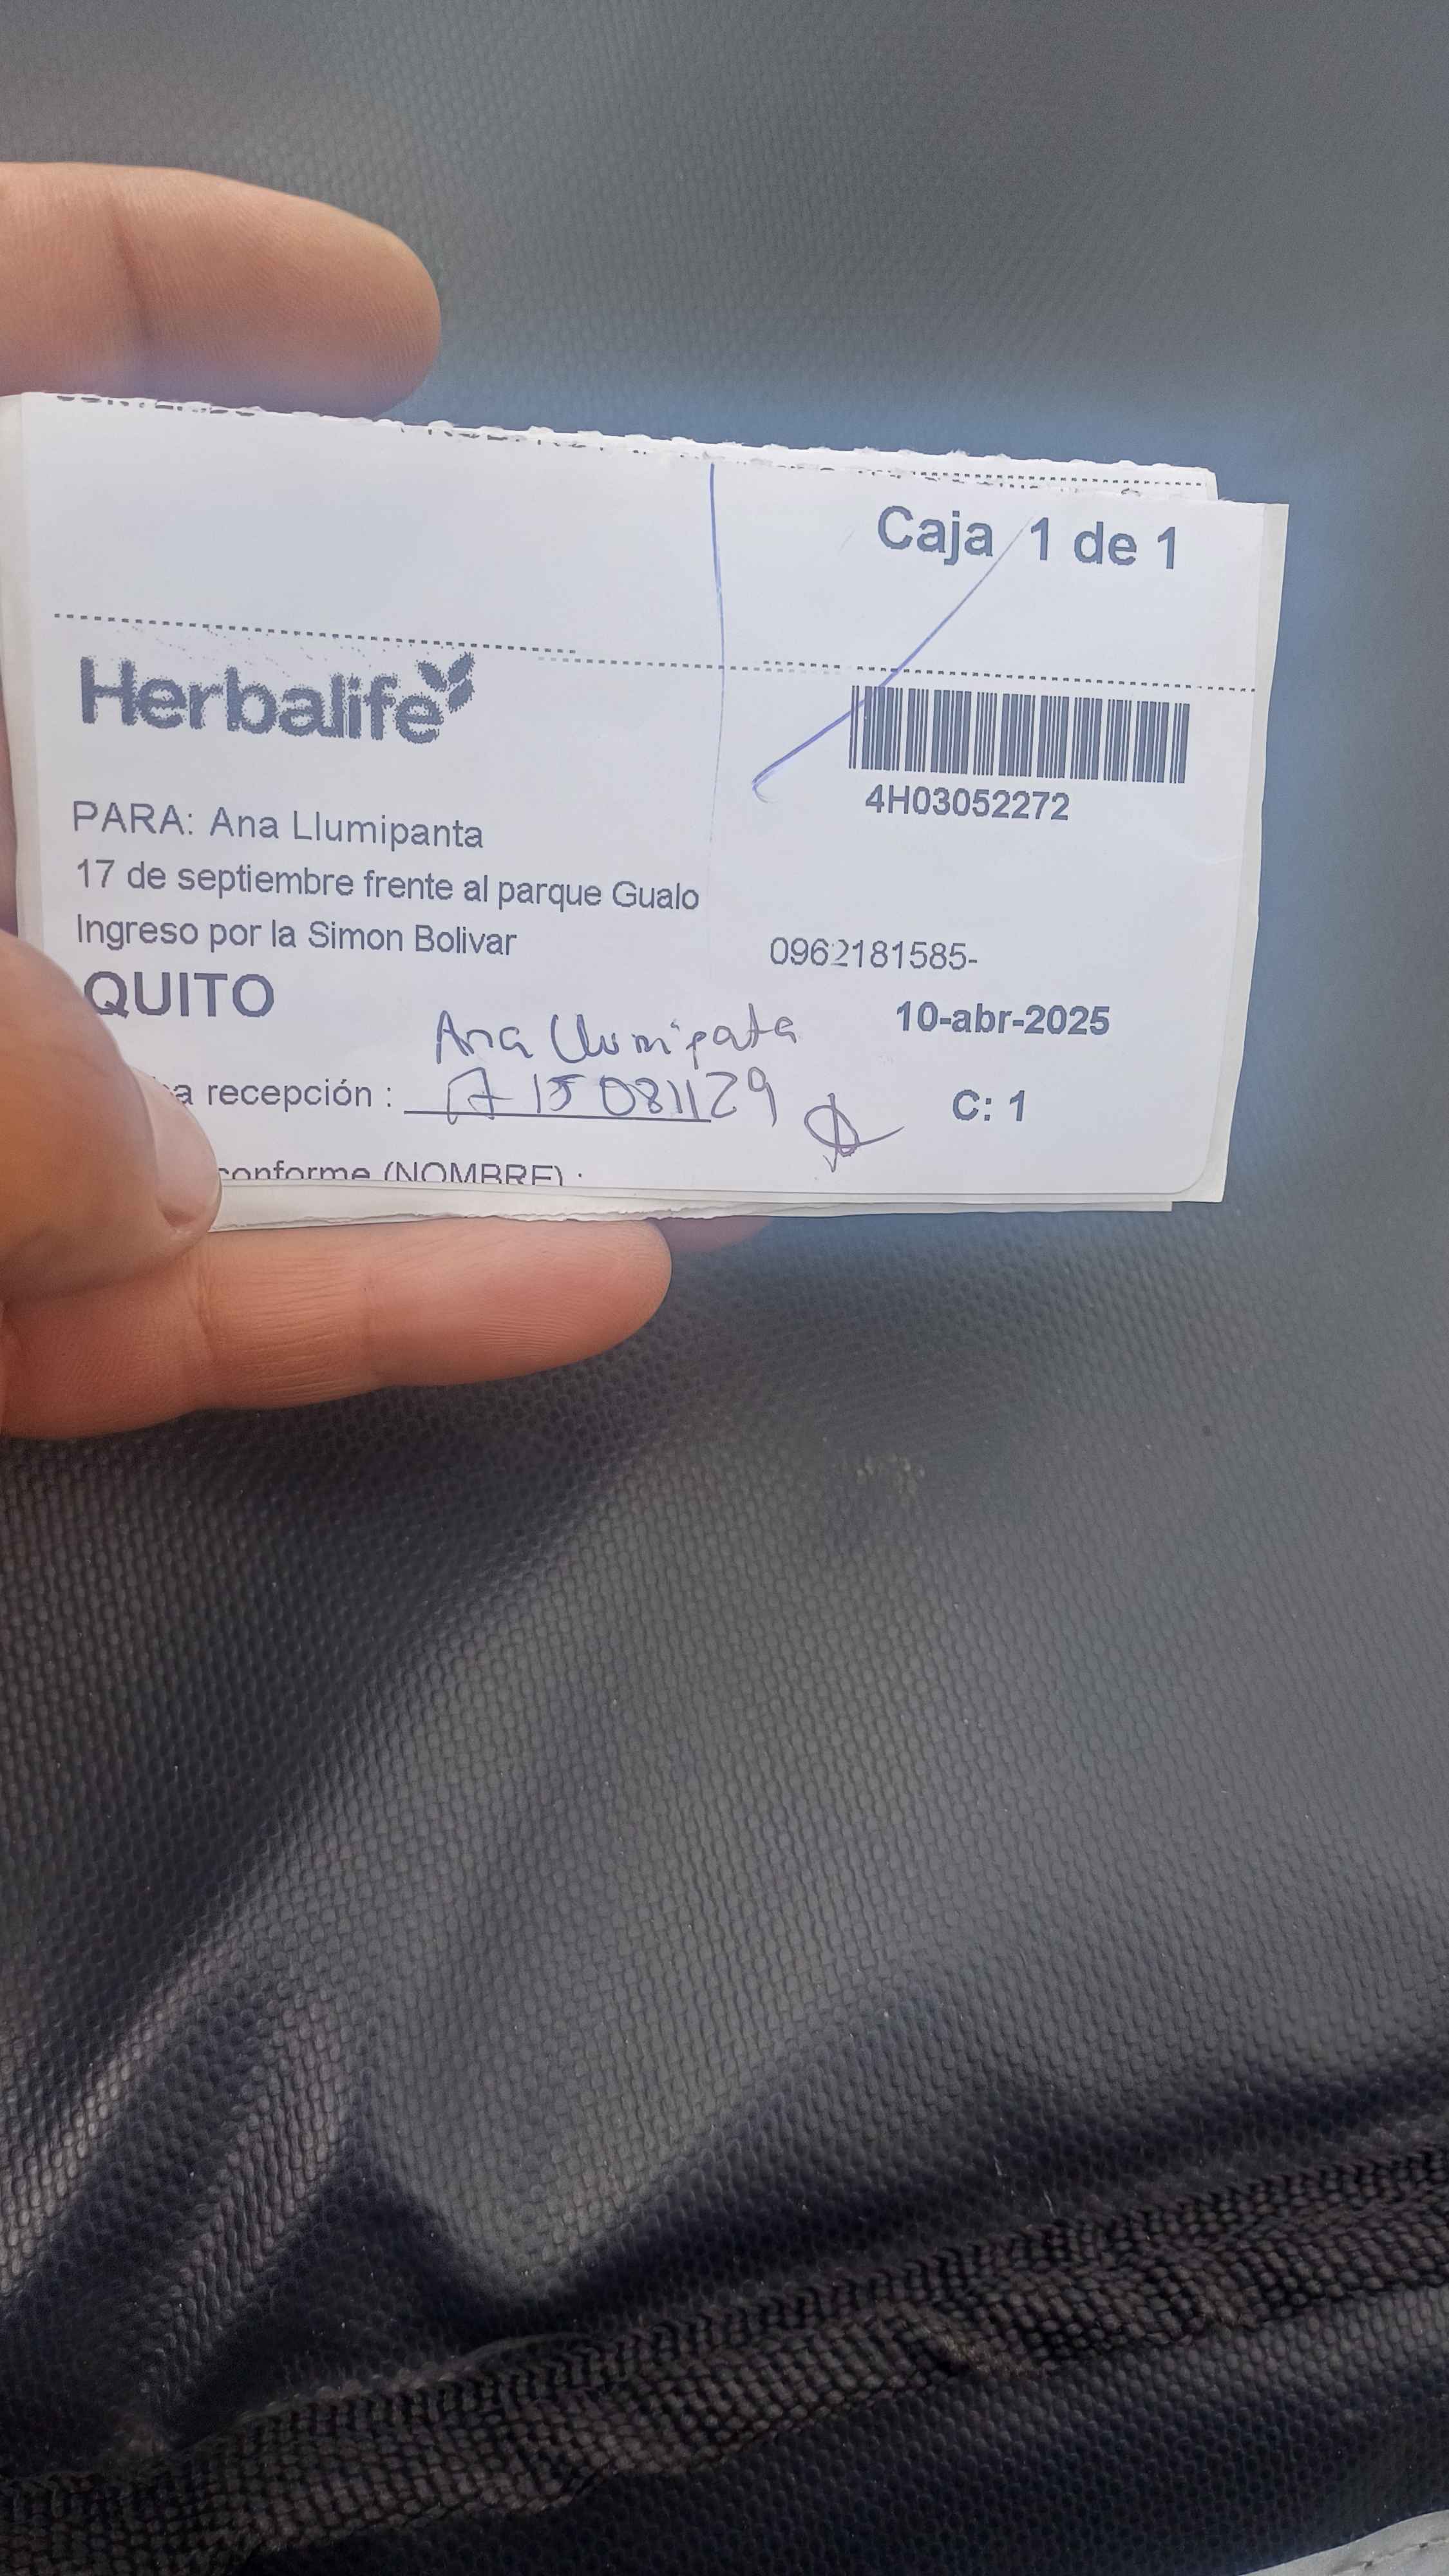 Caja 1 de 1
Herbalife
4H03052272
PARA: Ana Llumipanta
17 de septiembre frente al parque Gualo
Ingreso por la Simon Bolivar
0962181585-
QUITO
10-abr-2025
Ana Llumipata
a recepción : 1715081129
C: 1
conforme (NOMBRE) :